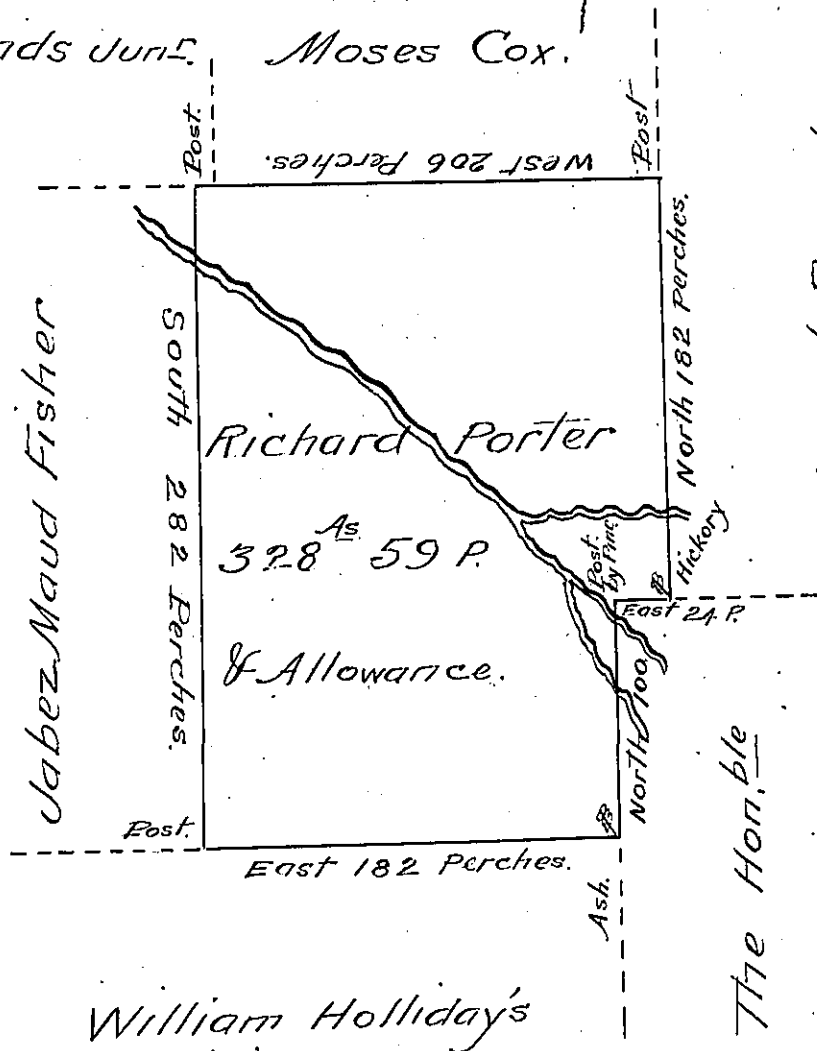 nds Junr.
Moses Cox.
Post.
Post
West 206 Perches.
North 182 Perches.
Jabez Maud Fisher
South 282 Perches.
Richard Porter
328 As 59 P.
& Allowance.
Post. by Pine
Hickory
East 24 P.
North 100
Post.
East 182 Perches.
Ash.
The Hon.ble
William Holliday's